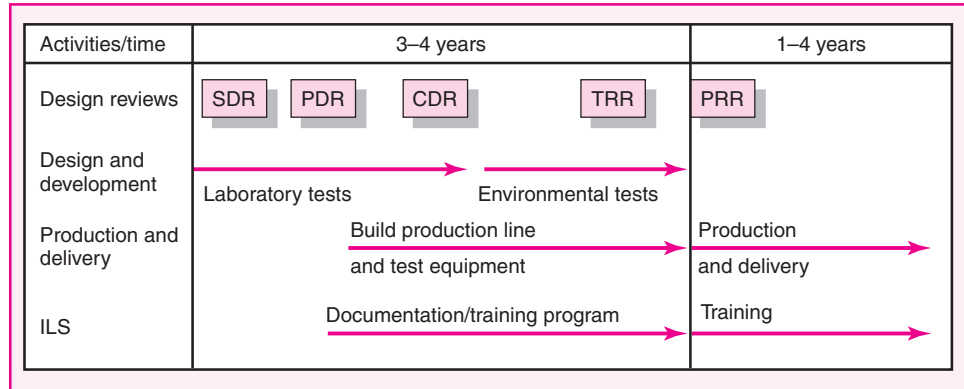 Activities/time
3–4 years
1–4 years
Design reviews
SDR
PDR
CDR
TRR
PRR
Design and
development
Laboratory tests
Environmental tests
Production and
delivery
Build production line
and test equipment
Production
and delivery
ILS
Documentation/training program
Training